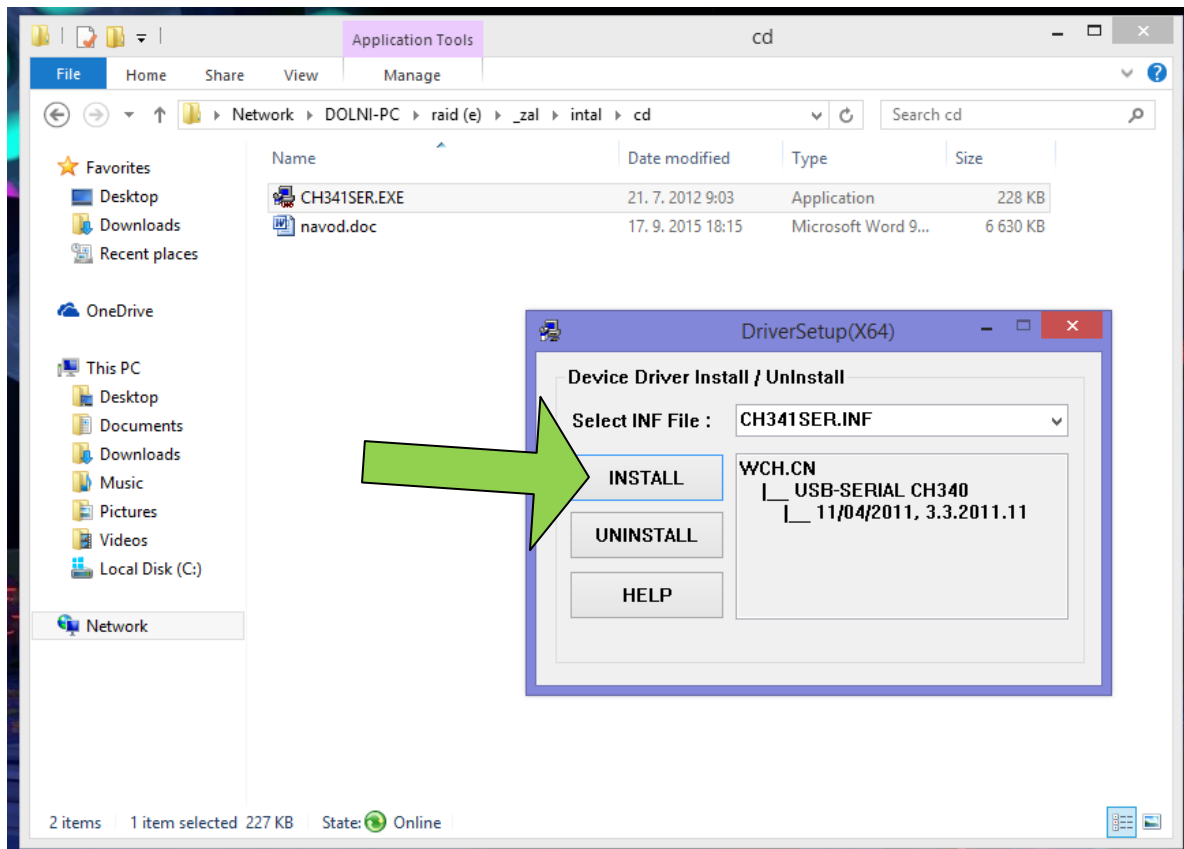 Application Tools
cd
File Home Share View Manage
Network DOLNI-PC raid (e) _zal intal cd
Search cd
Name Date modified Type Size
CH341SER.EXE 21. 7. 2012 9:03 Application 228 KB
navod.doc 17. 9. 2015 18:15 Microsoft Word 9... 6 630 KB
Favorites
Desktop
Downloads
Recent places
OneDrive
This PC
Desktop
Documents
Downloads
Music
Pictures
Videos
Local Disk (C:)
Network
DriverSetup(X64)
Device Driver Install / UnInstall
Select INF File : CH341SER.INF
INSTALL
UNINSTALL
HELP
WCH.CN
|__ USB-SERIAL CH340
|__ 11/04/2011, 3.3.2011.11
2 items 1 item selected 227 KB State: Online